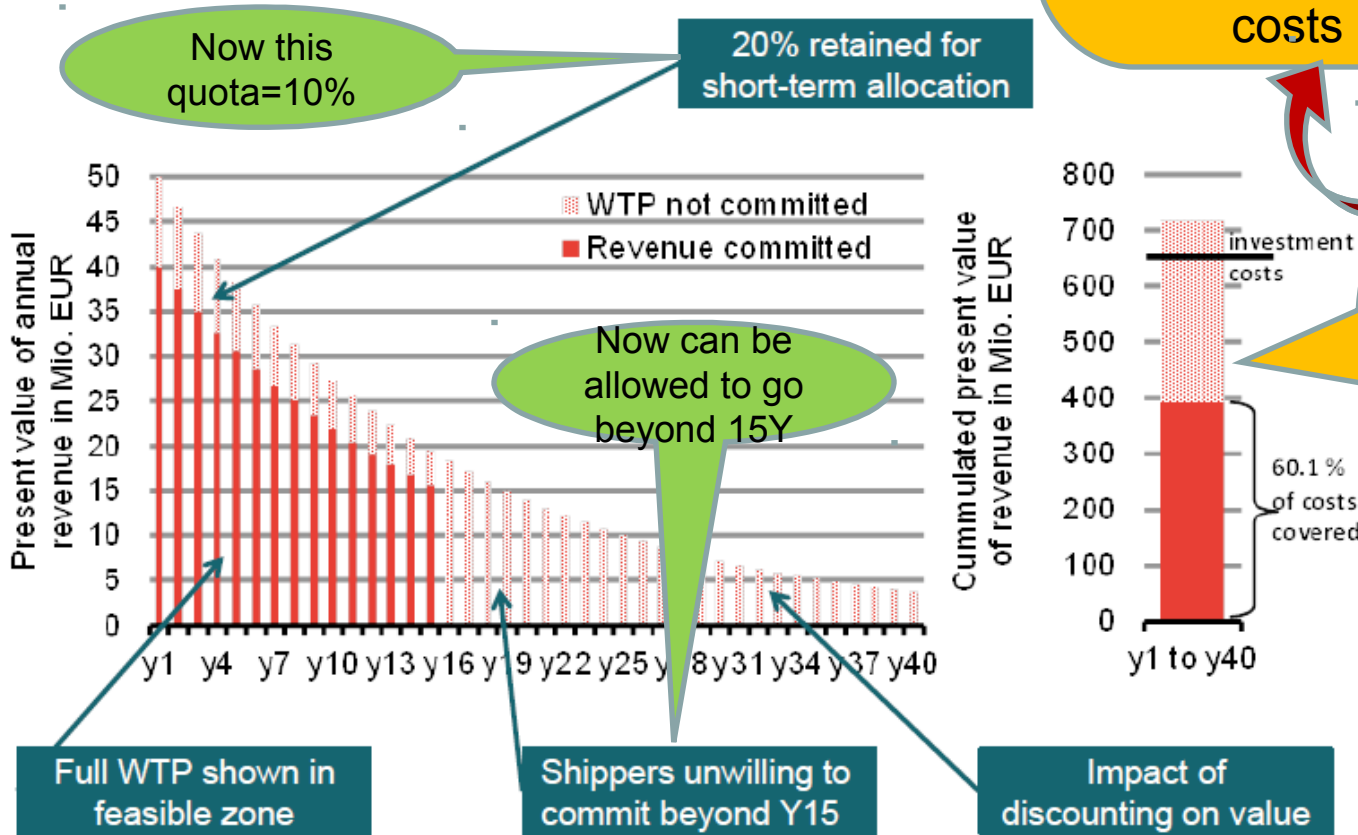 costs
Now this
quota=10%
20% retained for
short-term allocation
Present value of annual
revenue in Mio. EUR
50
45
40
35
30
25
20
15
10
5
0
WTP not committed
Revenue committed
Now can be
allowed to go
beyond 15Y
y1 y4 y7 y10 y13 y16 y19 y22 y25 y28 y31 y34 y37 y40
Cummulated present value
of revenue in Mio. EUR
800
700
600
500
400
300
200
100
0
investment
costs
60.1 %
of costs
covered
y1 to y40
Full WTP shown in
feasible zone
Shippers unwilling to
commit beyond Y15
Impact of
discounting on value